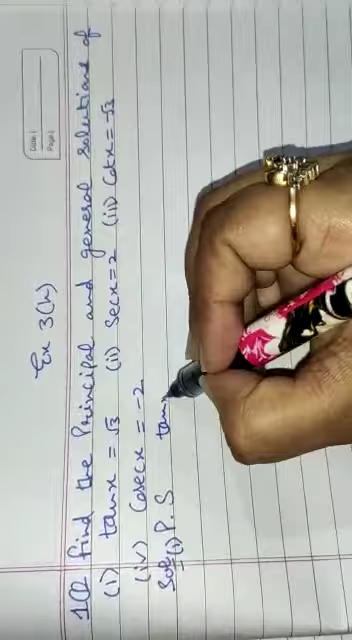 Date:
Page:
Ex 3(h)
1Q2 Find the Principal and general solutions of
(i) tanx = √3 (ii) Secx = 2 (iii) Cotx = √3
(iv) Cosecx = -2
Sol: (i) P.S tan